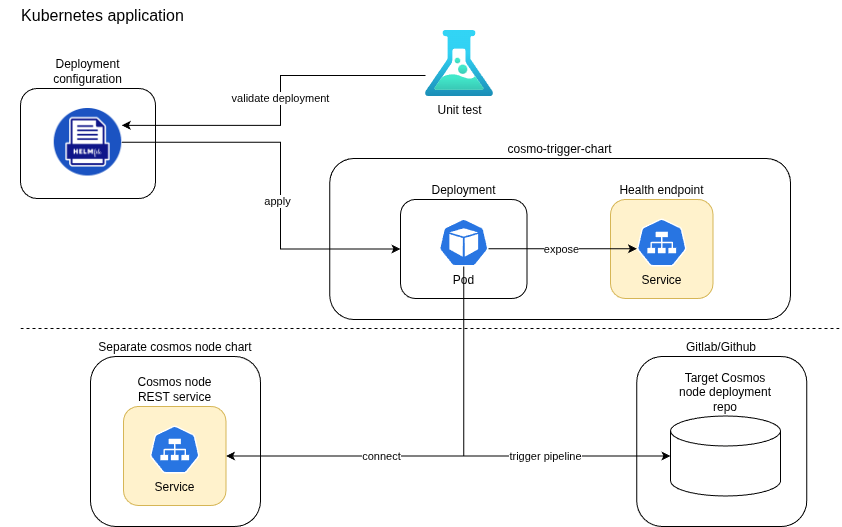 Kubernetes application
Deployment
configuration
HELM
validate deployment
Unit test
apply
cosmo-trigger-chart
Deployment
Health endpoint
Pod
expose
Service
Separate cosmos node chart
Gitlab/Github
Cosmos node
REST service
Target Cosmos
node deployment
repo
Service
connect
trigger pipeline